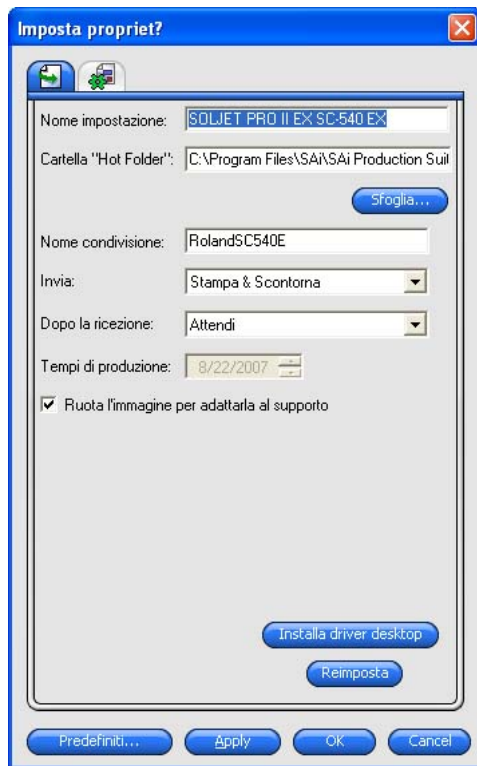 Imposta propriet?
Nome impostazione: SOLJET PRO II EX SC-540 EX
Cartella "Hot Folder": C:\Program Files\SAi\SAi Production Suit
Sfoglia...
Nome condivisione: RolandSC540E
Invia: Stampa & Scontorna
Dopo la ricezione: Attendi
Tempi di produzione: 8/22/2007
Ruota l'immagine per adattarla al supporto
Installa driver desktop
Reimposta
Predefiniti... Apply OK Cancel